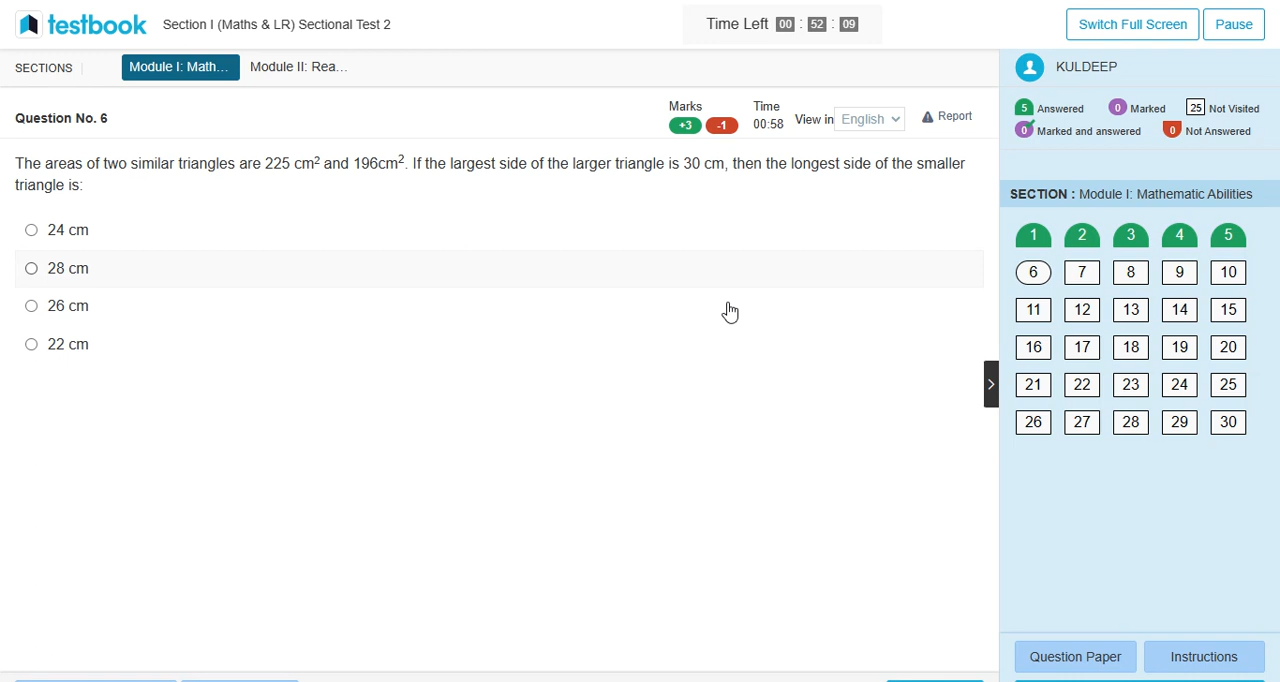 testbook Section I (Maths & LR) Sectional Test 2 Time Left 00 : 52 : 09 Switch Full Screen Pause
SECTIONS Module I: Math... Module II: Rea... KULDEEP
Question No. 6 Marks +3 -1 Time 00:58 View in English Report
5 Answered 0 Marked 25 Not Visited
0 Marked and answered 0 Not Answered
The areas of two similar triangles are 225 cm² and 196cm². If the largest side of the larger triangle is 30 cm, then the longest side of the smaller
triangle is:
24 cm
28 cm
26 cm
22 cm
SECTION : Module I: Mathematic Abilities
1 2 3 4 5
6 7 8 9 10
11 12 13 14 15
16 17 18 19 20
21 22 23 24 25
26 27 28 29 30
Question Paper Instructions